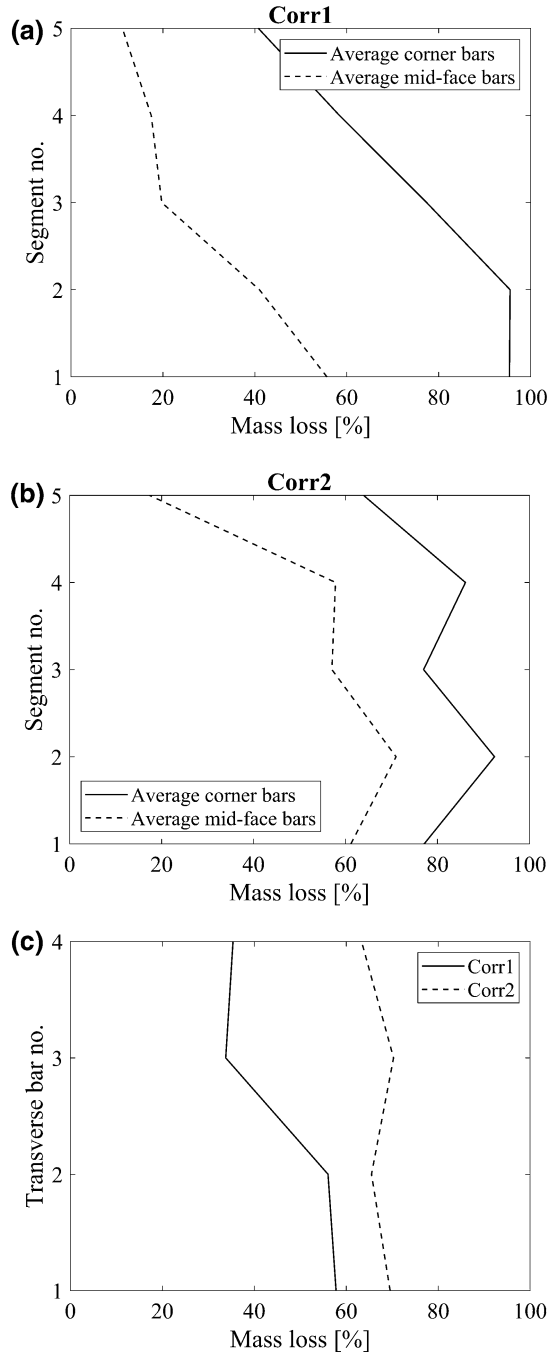 (a)
Corr1
Average corner bars
Average mid-face bars
5
4
3
2
1
Segment no.
0 20 40 60 80 100
Mass loss [%]
(b)
Corr2
5
4
3
2
1
Segment no.
Average corner bars
Average mid-face bars
0 20 40 60 80 100
Mass loss [%]
(c)
Corr1
Corr2
4
3
2
1
Transverse bar no.
0 20 40 60 80 100
Mass loss [%]